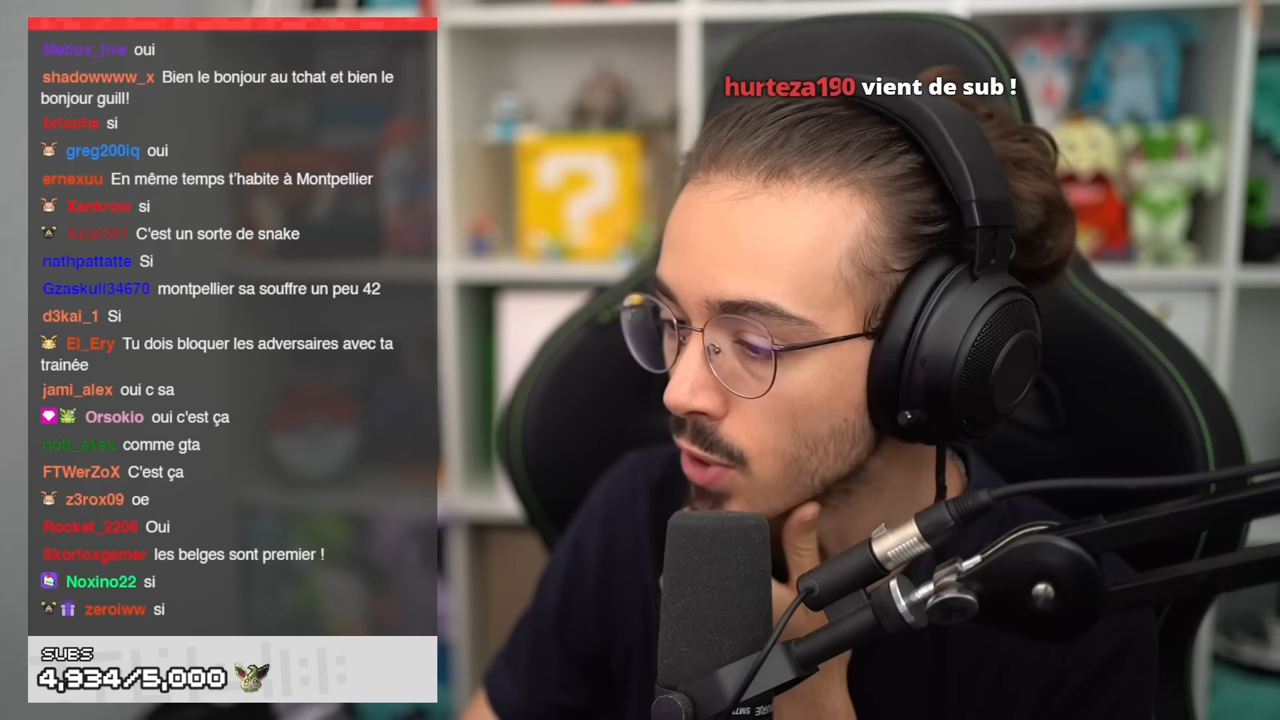 Mefiox_live oui
shadowwww_x Bien le bonjour au tchat et bien le
bonjour guill!
brioche si
greg200iq oui
ernexuu En même temps t'habite à Montpellier
Xankrow si
C'est un sorte de snake
nathpattatte Si
Gzaskull34670 montpellier sa souffre un peu 42
d3kai_1 Si
El_Ery Tu dois bloquer les adversaires avec ta
trainée
jami_alex oui c sa
Orsokio oui c'est ça
nott_a1ex comme gta
FTWerZoX C'est ça
z3rox09 oe
Rocket_2206 Oui
Skorloxgamer les belges sont premier !
Noxino22 si
zeroiww si
SUBS
4,934/5,000
hurteza190 vient de sub !
?